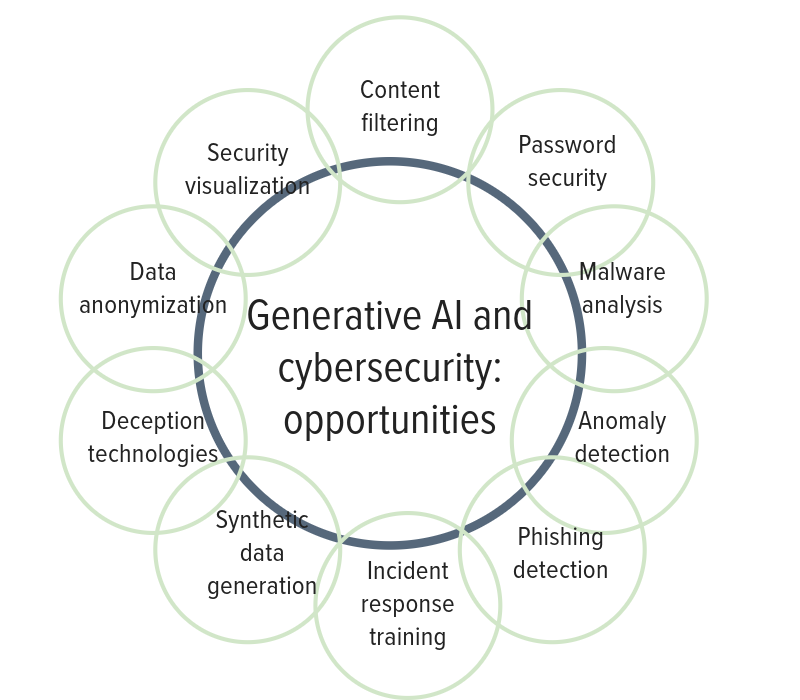 Content
filtering
Password
security
Malware
analysis
Anomaly
detection
Phishing
detection
Incident
response
training
Synthetic
data
generation
Deception
technologies
Data
anonymization
Security
visualization
Generative AI and
cybersecurity:
opportunities